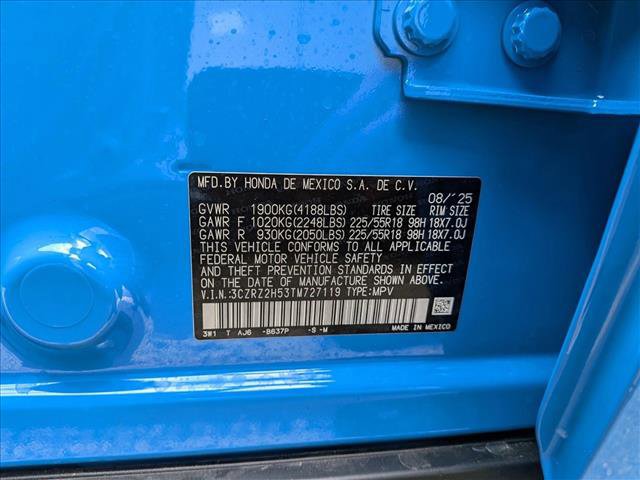 MFD.BY HONDA DE MEXICO S.A. DE C.V.
08/'25
GVWR 1900KG(4188LBS) TIRE SIZE RIM SIZE
GAWR F 1020KG(2248LBS) 225/55R18 98H 18X7.0J
GAWR R 930KG(2050LBS) 225/55R18 98H 18X7.0J
THIS VEHICLE CONFORMS TO ALL APPLICABLE
FEDERAL MOTOR VEHICLE SAFETY
STANDARDS IN EFFECT ON THE
DATE OF MANUFACTURE SHOWN ABOVE.
V.I.N.:3CZRZ2H53TM727119 TYPE:MPV
3W1 T AJ6 -B637P -S-M MADE IN MEXICO